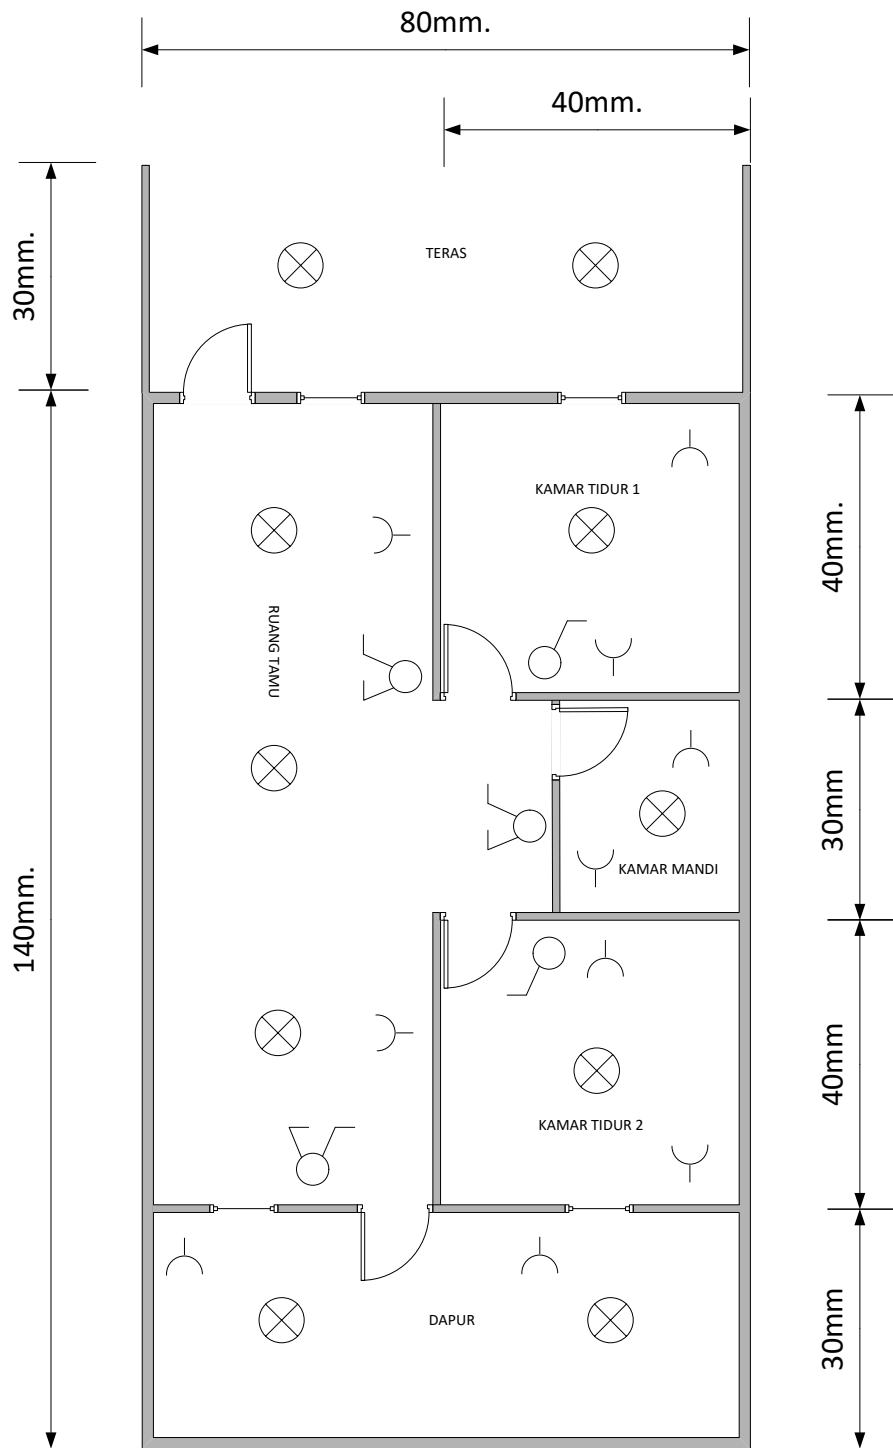 80mm.
40mm.
30mm.
TERAS
KAMAR TIDUR 1
40mm.
RUANG TAMU
30mm
KAMAR MANDI
140mm.
40mm
KAMAR TIDUR 2
30mm
DAPUR